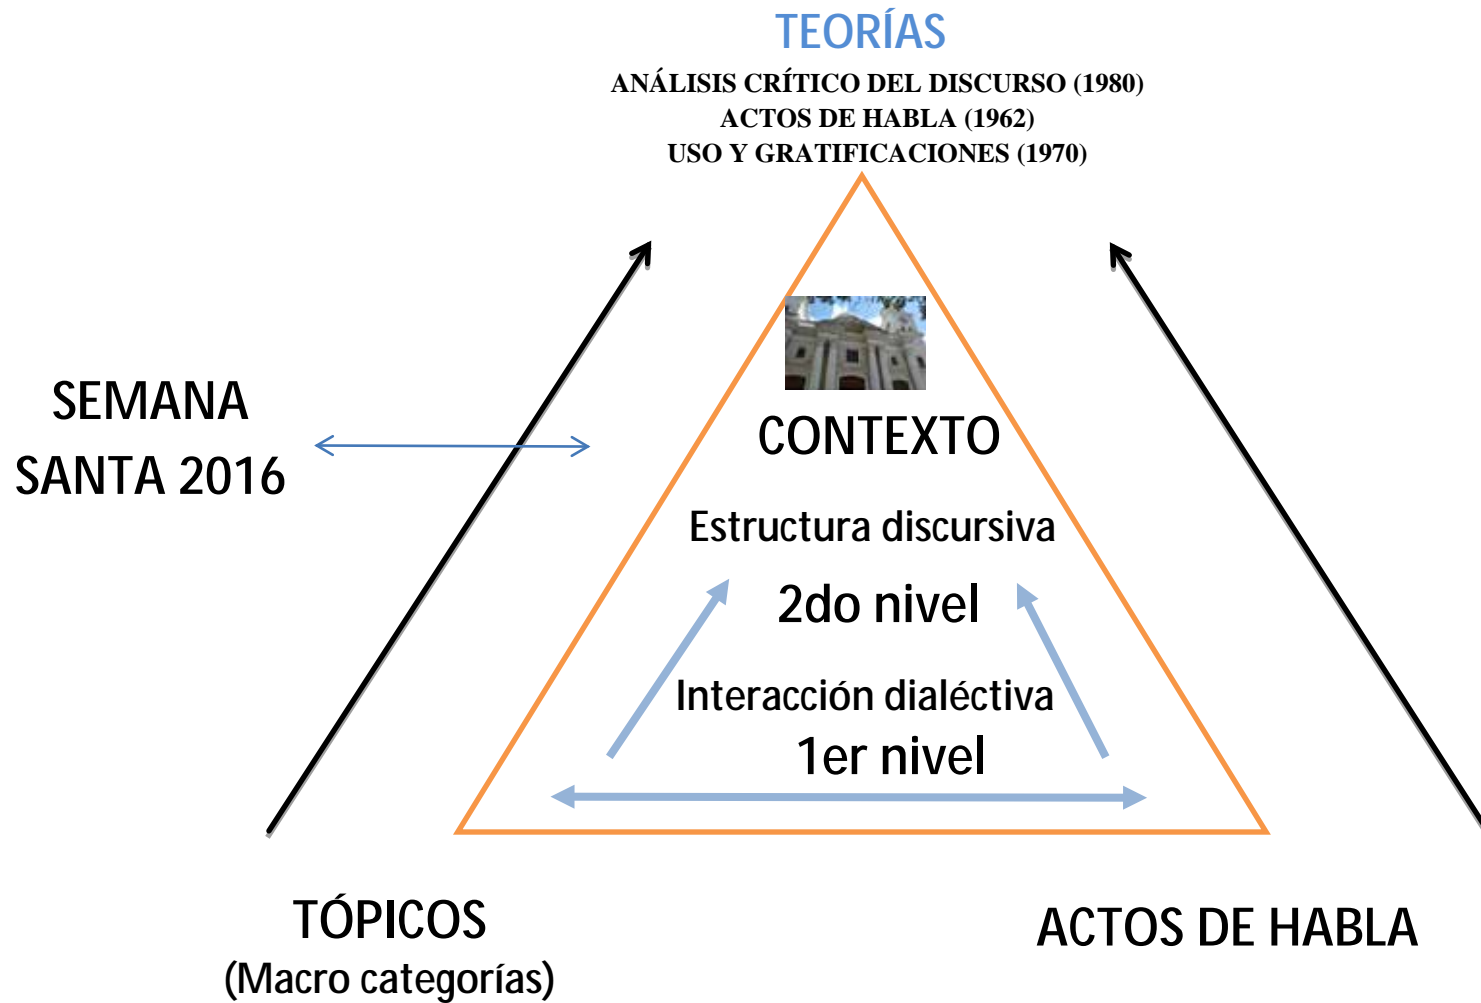 TEORÍAS
ANÁLISIS CRÍTICO DEL DISCURSO (1980)
ACTOS DE HABLA (1962)
USO Y GRATIFICACIONES (1970)
SEMANA
SANTA 2016
CONTEXTO
Estructura discursiva
2do nivel
Interacción dialéctiva
1er nivel
TÓPICOS
(Macro categorías)
ACTOS DE HABLA